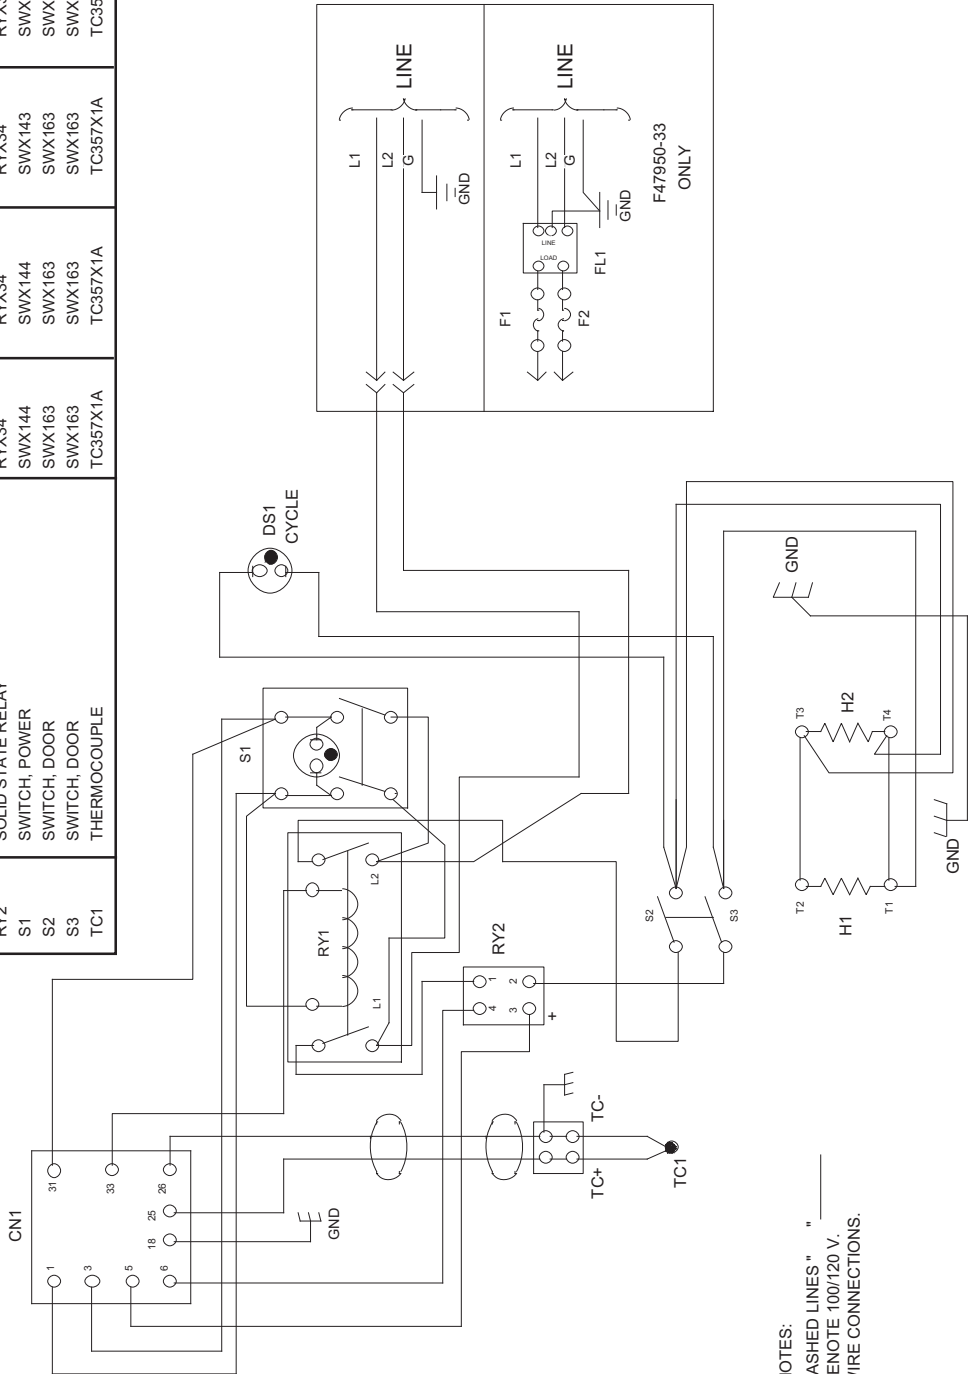 RY2 SOLID STATE RELAY RYX34 RYX34 RYX34
S1 SWITCH, POWER SWX144 SWX144 SWX143
S2 SWITCH, DOOR SWX163 SWX163 SWX163
S3 SWITCH, DOOR SWX163 SWX163 SWX163
TC1 THERMOCOUPLE TC357X1A TC357X1A TC357X1A
LINE
L1
L2
G
GND
LINE
L1
L2
G
GND
LINE
LOAD
FL1
F1
F2
F47950-33
ONLY
DS1
CYCLE
S1
RY1
L1
L2
RY2
1
2
4
3
+
CN1
1
3
5
6
31
33
26
25
18
GND
TC+
TC-
TC1
S2
S3
GND
T3
T4
H2
T2
T1
H1
GND
ASHED LINES " "
ENOTE 100/120 V.